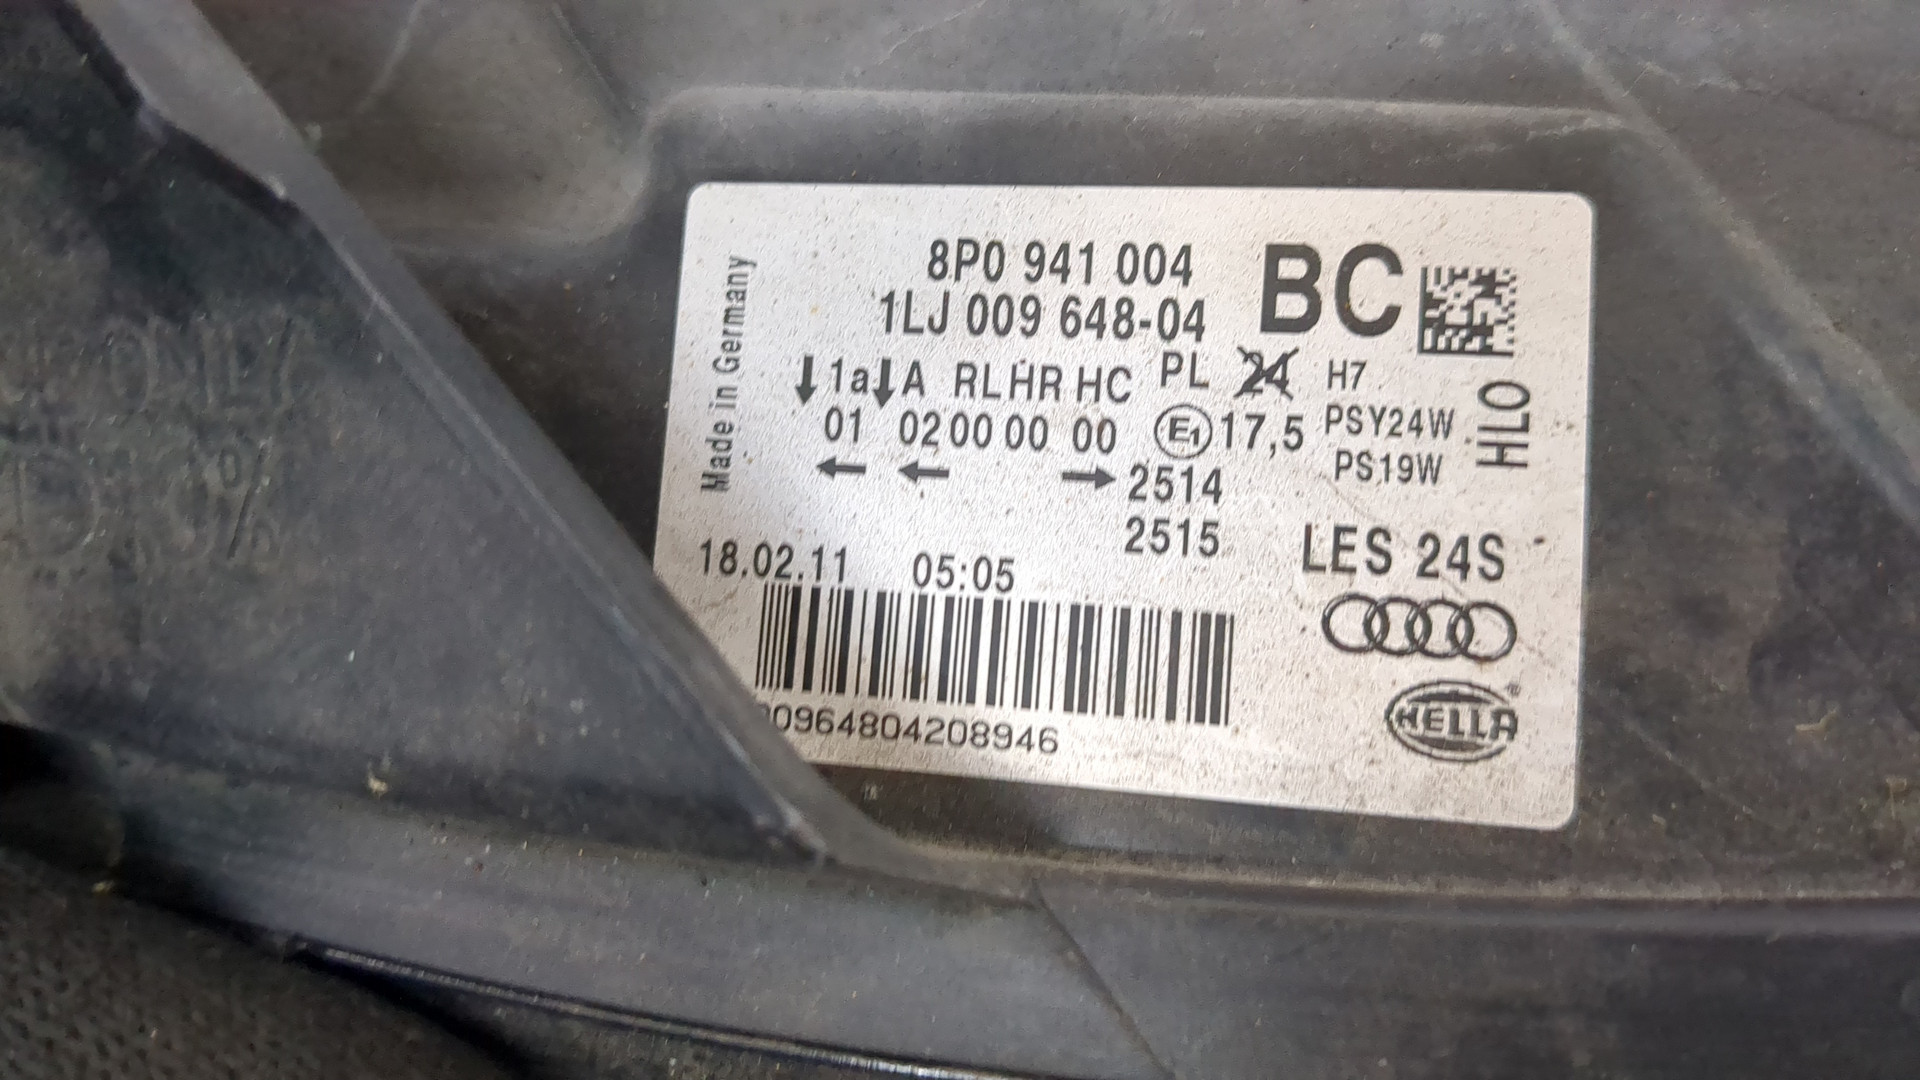 8P0 941 004 BC
1LJ 009 648-04
Made in Germany
↓1a↓A RL HR HC PL 24 H7
01 02 00 00 00 E1 17,5 PSY24W
← ← → 2514 PS19W
HLO
2515 LES 24S
18.02.11 05:05
0964804208946
HELLA®
ONLY